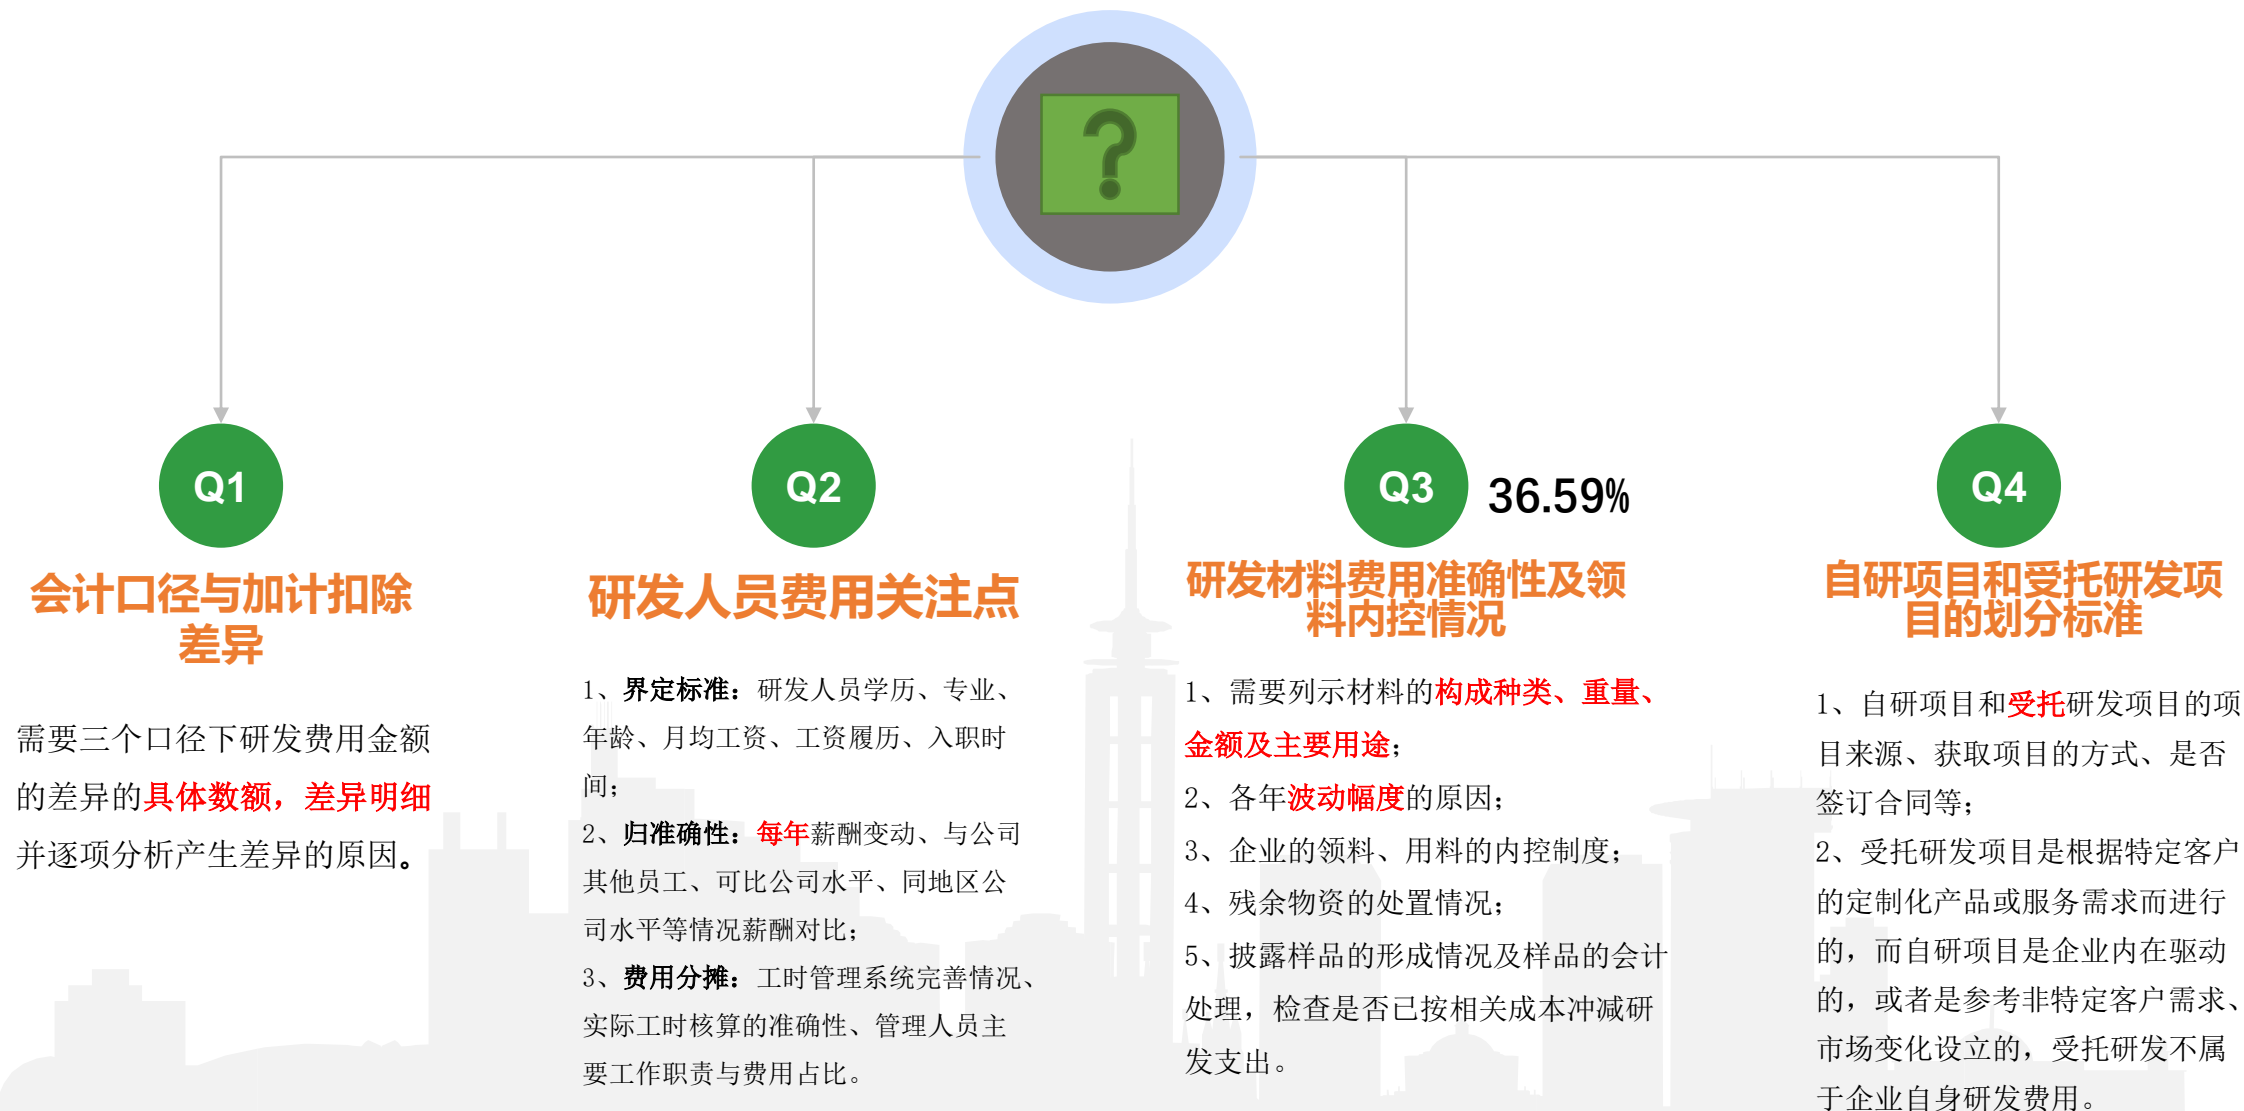 ?
Q1
会计口径与加计扣除
差异
需要三个口径下研发费用金额
的差异的具体数额，差异明细
并逐项分析产生差异的原因。
Q2
研发人员费用关注点
1、界定标准：研发人员学历、专业、
年龄、月均工资、工资履历、入职时
间；
2、归准确性：每年薪酬变动、与公司
其他员工、可比公司水平、同地区公
司水平等情况薪酬对比；
3、费用分摊：工时管理系统完善情况、
实际工时核算的准确性、管理人员主
要工作职责与费用占比。
Q3
36.59%
研发材料费用准确性及领
料内控情况
1、需要列示材料的构成种类、重量、
金额及主要用途；
2、各年波动幅度的原因；
3、企业的领料、用料的内控制度；
4、残余物资的处置情况；
5、披露样品的形成情况及样品的会计
处理，检查是否已按相关成本冲减研
发支出。
Q4
自研项目和受托研发项
目的划分标准
1、自研项目和受托研发项目的项
目来源、获取项目的方式、是否
签订合同等；
2、受托研发项目是根据特定客户
的定制化产品或服务需求而进行
的，而自研项目是企业内在驱动
的，或者是参考非特定客户需求、
市场变化设立的，受托研发不属
于企业自身研发费用。